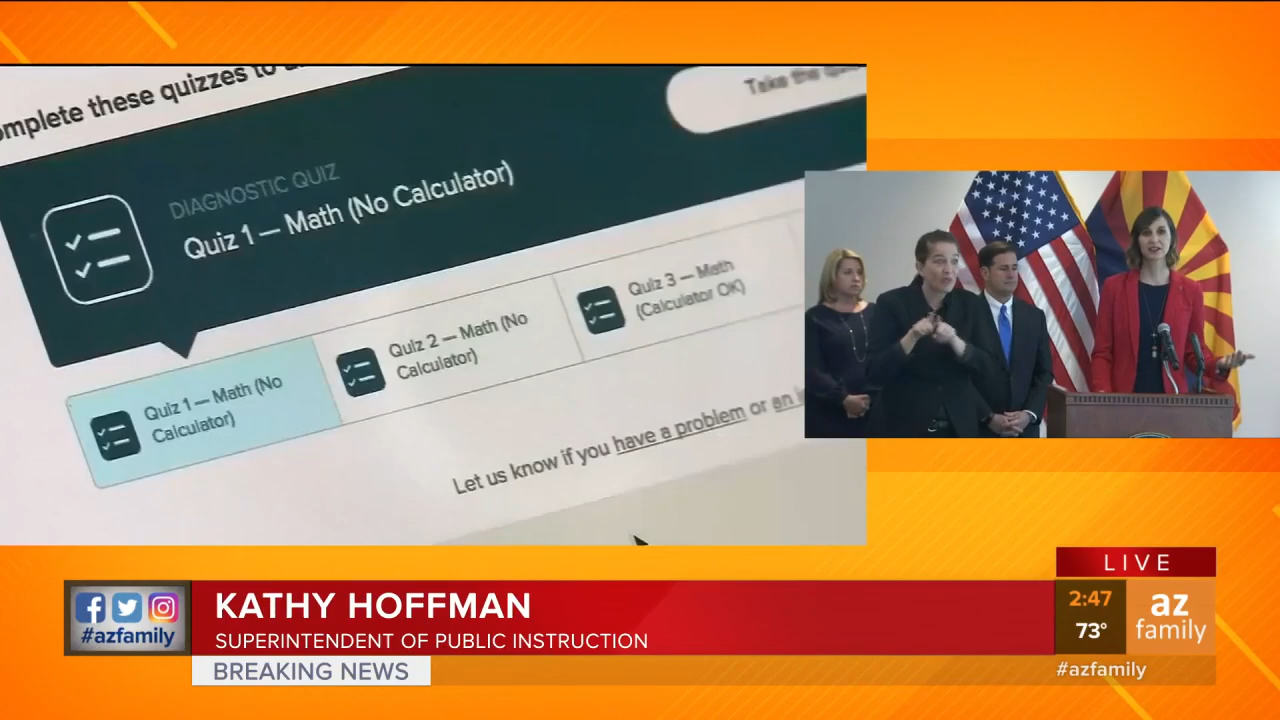 omplete these quizzes to
Take the
DIAGNOSTIC QUIZ
Quiz 1 — Math (No Calculator)
Quiz 1 — Math (No
Calculator)
Quiz 2 — Math (No
Calculator)
Quiz 3 — Math
(Calculator OK)
Let us know if you have a problem or an
LIVE
KATHY HOFFMAN
SUPERINTENDENT OF PUBLIC INSTRUCTION
BREAKING NEWS
#azfamily
2:47
73°
az
family
#azfamily